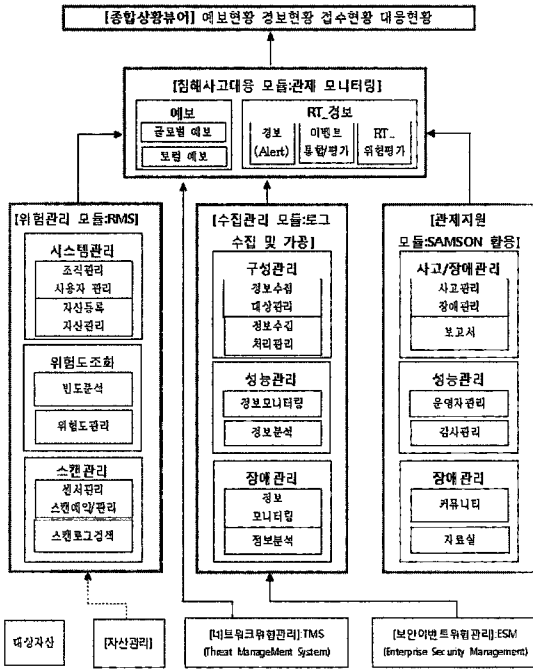 [종합상황뷰어] 예보현황 경보현황 접수현황 대응현황
[침해사고대응 모듈:관제 모니터링]
예보
글로벌 예보
로컬 예보
RT_경보
경보
(Alert)
이벤트
통합/평가
RT_
위험평가
[위험관리 모듈:RMS]
시스템관리
조직관리
사용자 관리
자산등록
자산관리
위험도조화
빈도분석
위험도관리
스캔관리
센서관리
스캔예약/관리
스캔로그검색
[수집관리 모듈:로그
수집 및 가공]
구성관리
정보수집
대상관리
정보수집
처리관리
성능관리
정보모니터링
정보분석
장애관리
정보
모니터링
정보분석
[관제지원
모듈:SAMSON 활용]
사고/장애관리
사고관리
장애관리
보고서
성능관리
운영자관리
감사관리
장애관리
커뮤니티
자료실
대상자산
[자산관리]
[네트워크위험관리]:TMS
(Threat ManageMent System)
[보안이벤트위험관리]:ESM
(Enterprise Security Management)